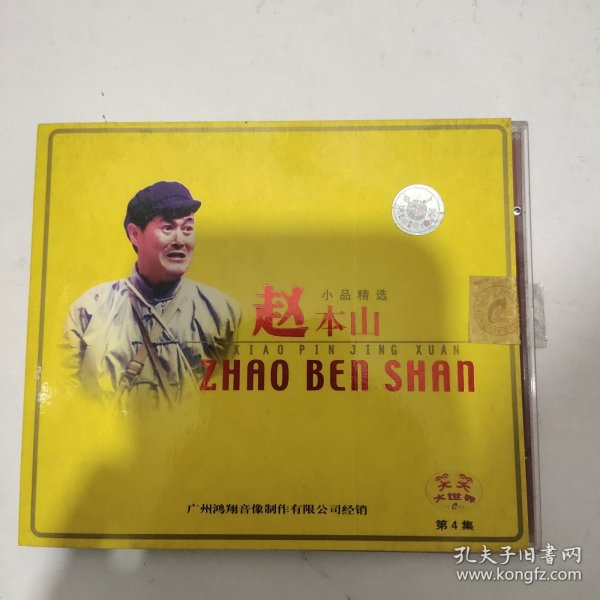 小品精选
赵本山
XIAO PIN JING XUAN
ZHAO BEN SHAN
笑笑
大世界
广州鸿翔音像制作有限公司经销
第4集
孔夫子旧书网
www.kongfz.com